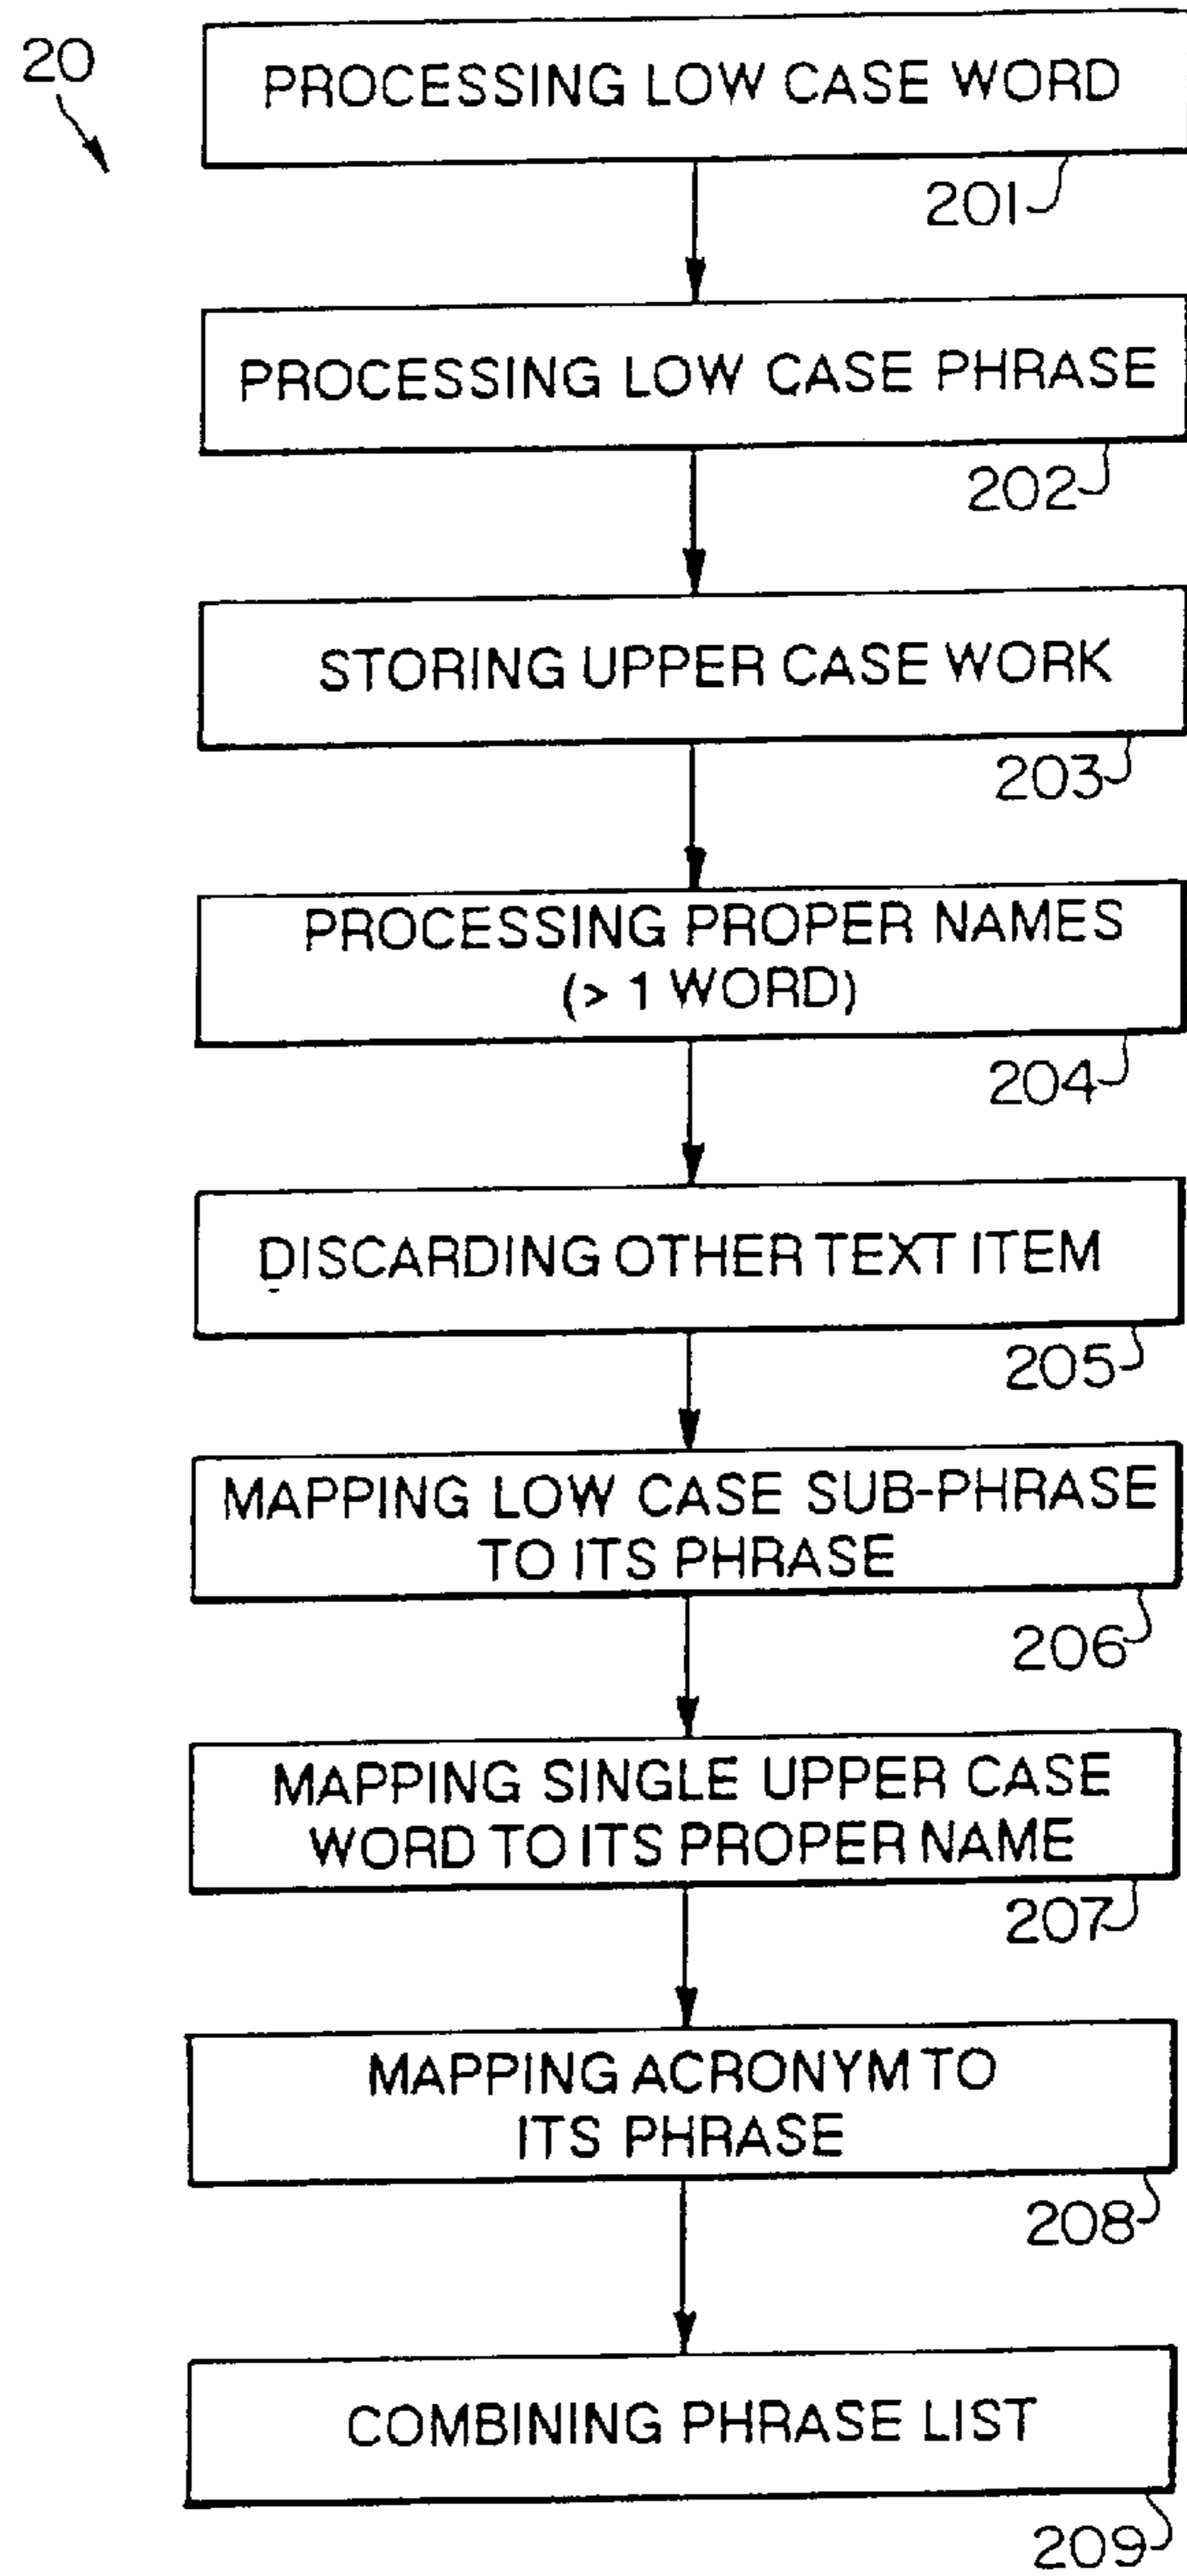 20
PROCESSING LOW CASE WORD
201
PROCESSING LOW CASE PHRASE
202
STORING UPPER CASE WORK
203
PROCESSING PROPER NAMES
(> 1 WORD)
204
DISCARDING OTHER TEXT ITEM
205
MAPPING LOW CASE SUB-PHRASE
TO ITS PHRASE
206
MAPPING SINGLE UPPER CASE
WORD TO ITS PROPER NAME
207
MAPPING ACRONYM TO
ITS PHRASE
208
COMBINING PHRASE LIST
209